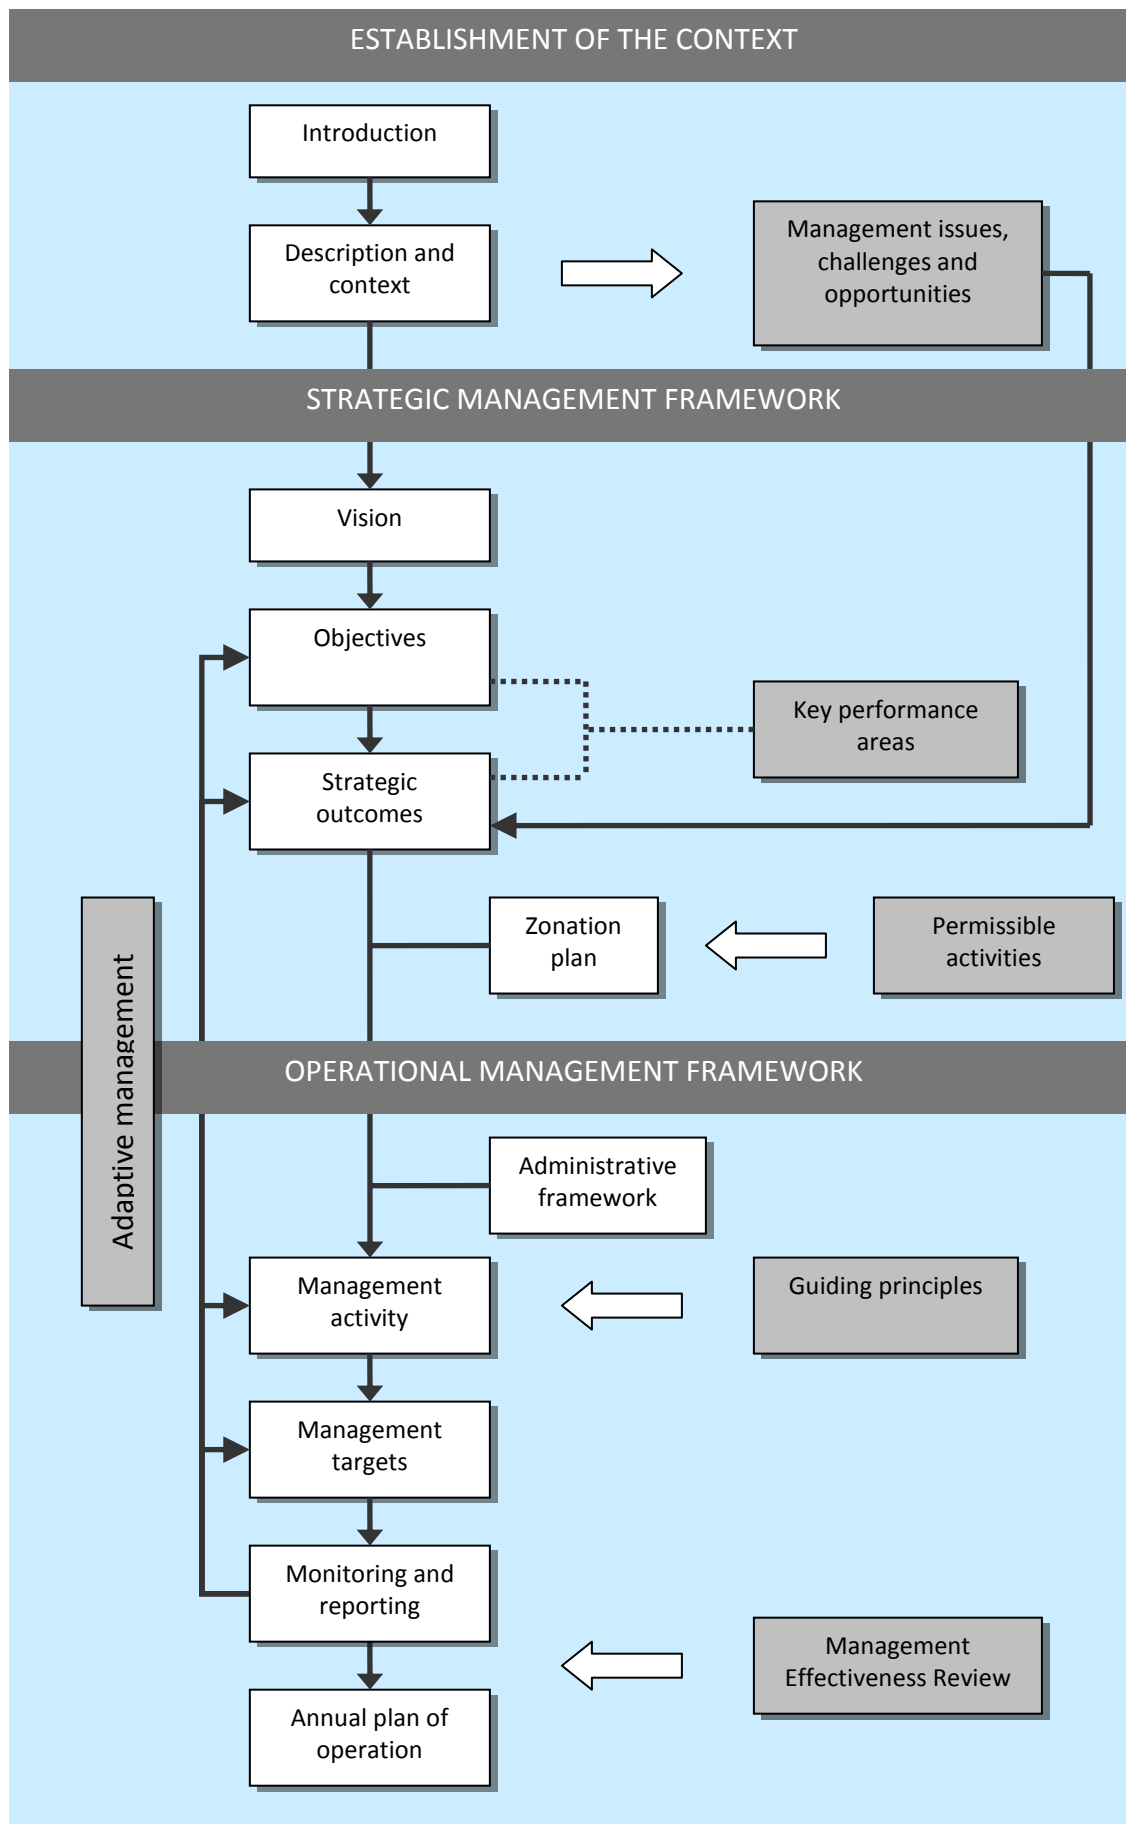 ESTABLISHMENT OF THE CONTEXT
Introduction
Description and
context
Management issues,
challenges and
opportunities
STRATEGIC MANAGEMENT FRAMEWORK
Vision
Objectives
Key performance
areas
Strategic
outcomes
Zonation
plan
Permissible
activities
Adaptive management
OPERATIONAL MANAGEMENT FRAMEWORK
Administrative
framework
Management
activity
Guiding principles
Management
targets
Monitoring and
reporting
Management
Effectiveness Review
Annual plan of
operation